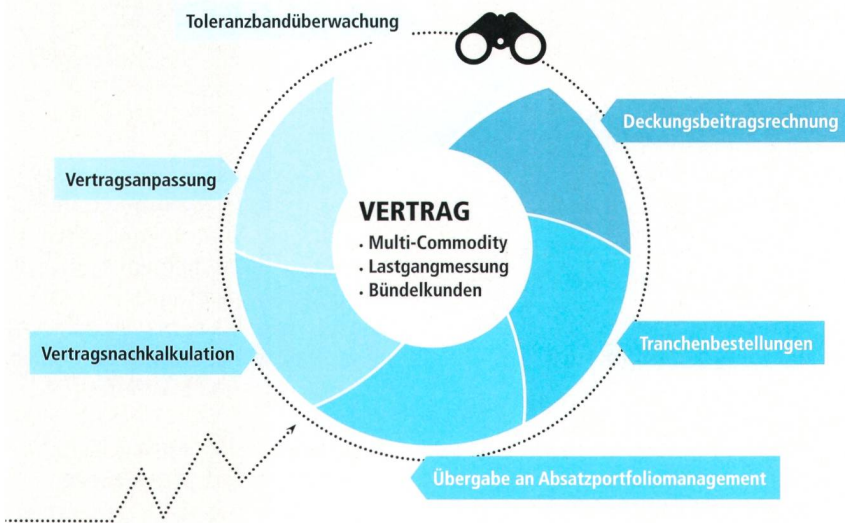 Toleranzbandüberwachung
Deckungsbeitragsrechnung
Vertragsanpassung
VERTRAG
· Multi-Commodity
· Lastgangmessung
· Bündelkunden
Vertragsnachkalkulation
Tranchenbestellungen
Übergabe an Absatzportfoliomanagement